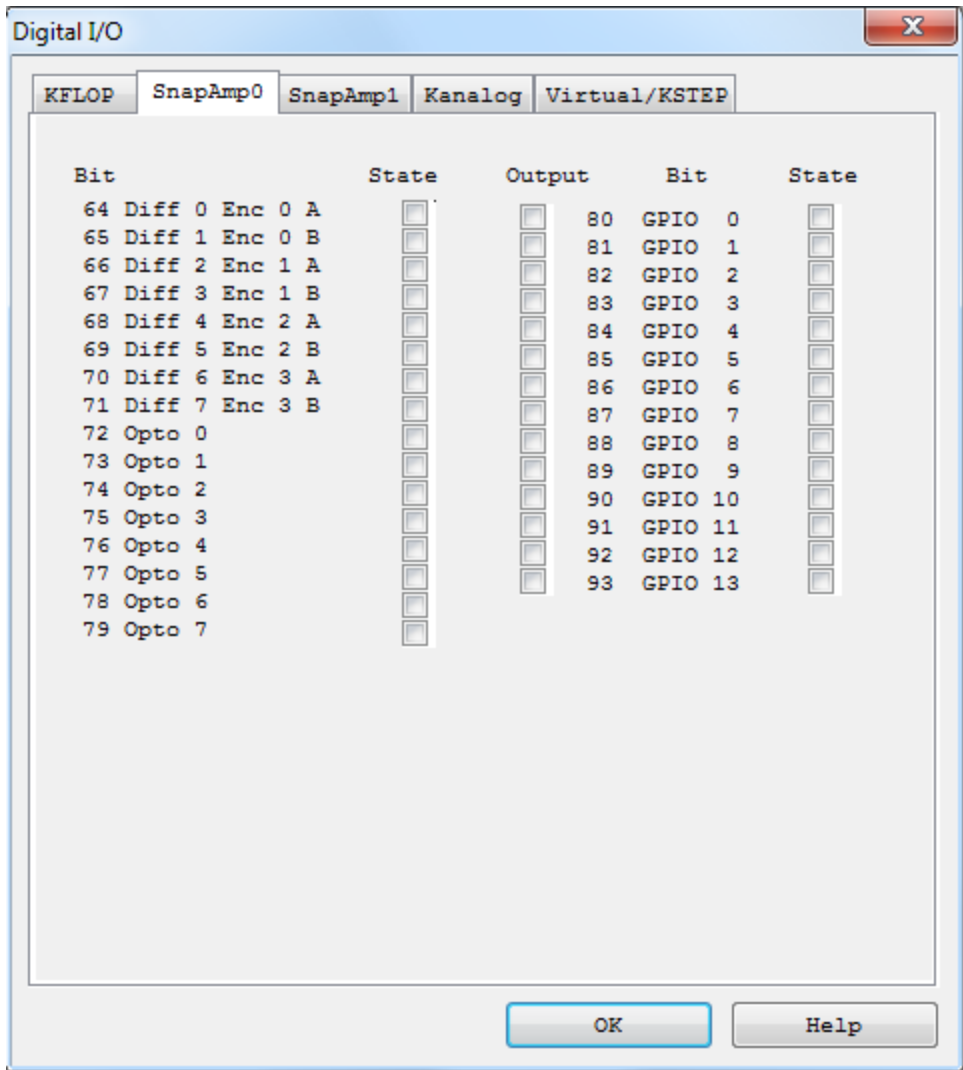 Digital I/O
KFLOP SnapAmp0 SnapAmp1 Kanalog Virtual/KSTEP
Bit State Output Bit State
64 Diff 0 Enc 0 A 80 GPIO 0
65 Diff 1 Enc 0 B 81 GPIO 1
66 Diff 2 Enc 1 A 82 GPIO 2
67 Diff 3 Enc 1 B 83 GPIO 3
68 Diff 4 Enc 2 A 84 GPIO 4
69 Diff 5 Enc 2 B 85 GPIO 5
70 Diff 6 Enc 3 A 86 GPIO 6
71 Diff 7 Enc 3 B 87 GPIO 7
72 Opto 0 88 GPIO 8
73 Opto 1 89 GPIO 9
74 Opto 2 90 GPIO 10
75 Opto 3 91 GPIO 11
76 Opto 4 92 GPIO 12
77 Opto 5 93 GPIO 13
78 Opto 6
79 Opto 7
OK Help